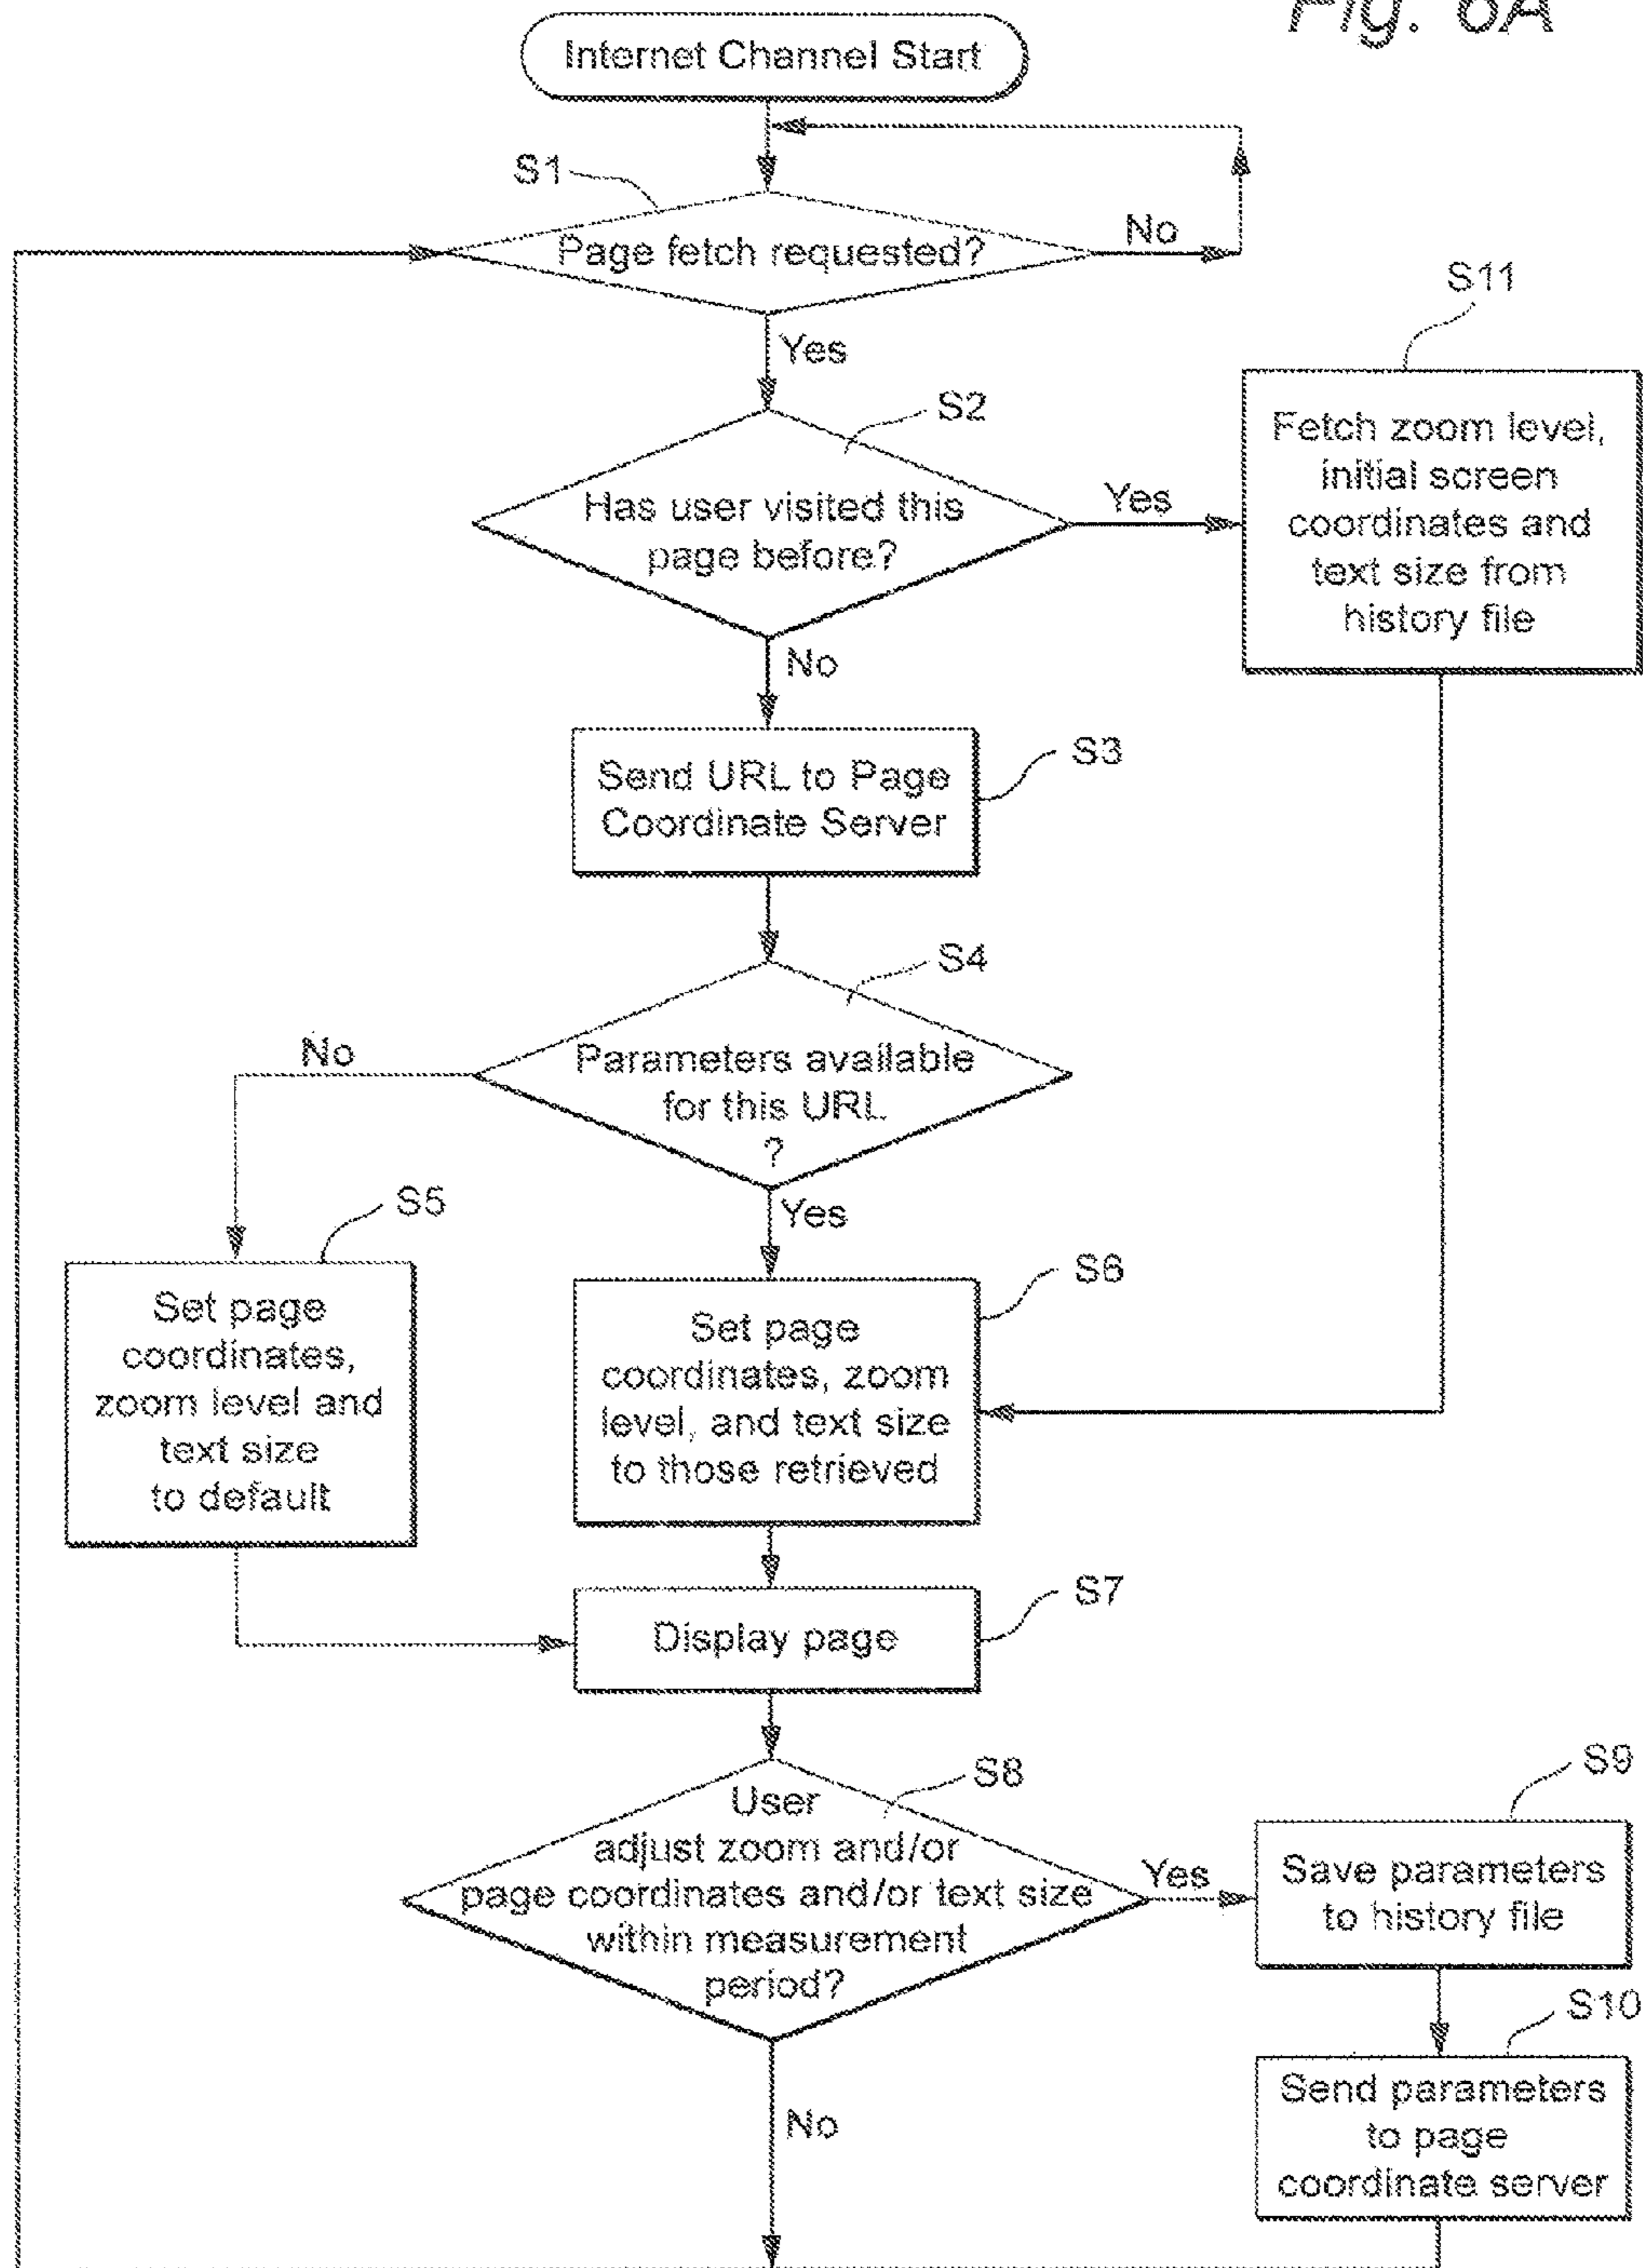 Fig. 6A
Internet Channel Start
S1
Page fetch requested?
No
Yes
S11
S2
Fetch zoom level,
initial screen
coordinates and
text size from
history file
Has user visited this
page before?
Yes
No
S3
Send URL to Page
Coordinate Server
S4
No
Parameters available
for this URL
?
Yes
S5
Set page
coordinates,
zoom level and
text size
to default
S6
Set page
coordinates, zoom
level, and text size
to those retrieved
S7
Display page
S8
User
adjust zoom and/or
page coordinates and/or text size
within measurement
period?
Yes
S9
Save parameters
to history file
S10
Send parameters
to page
coordinate server
No